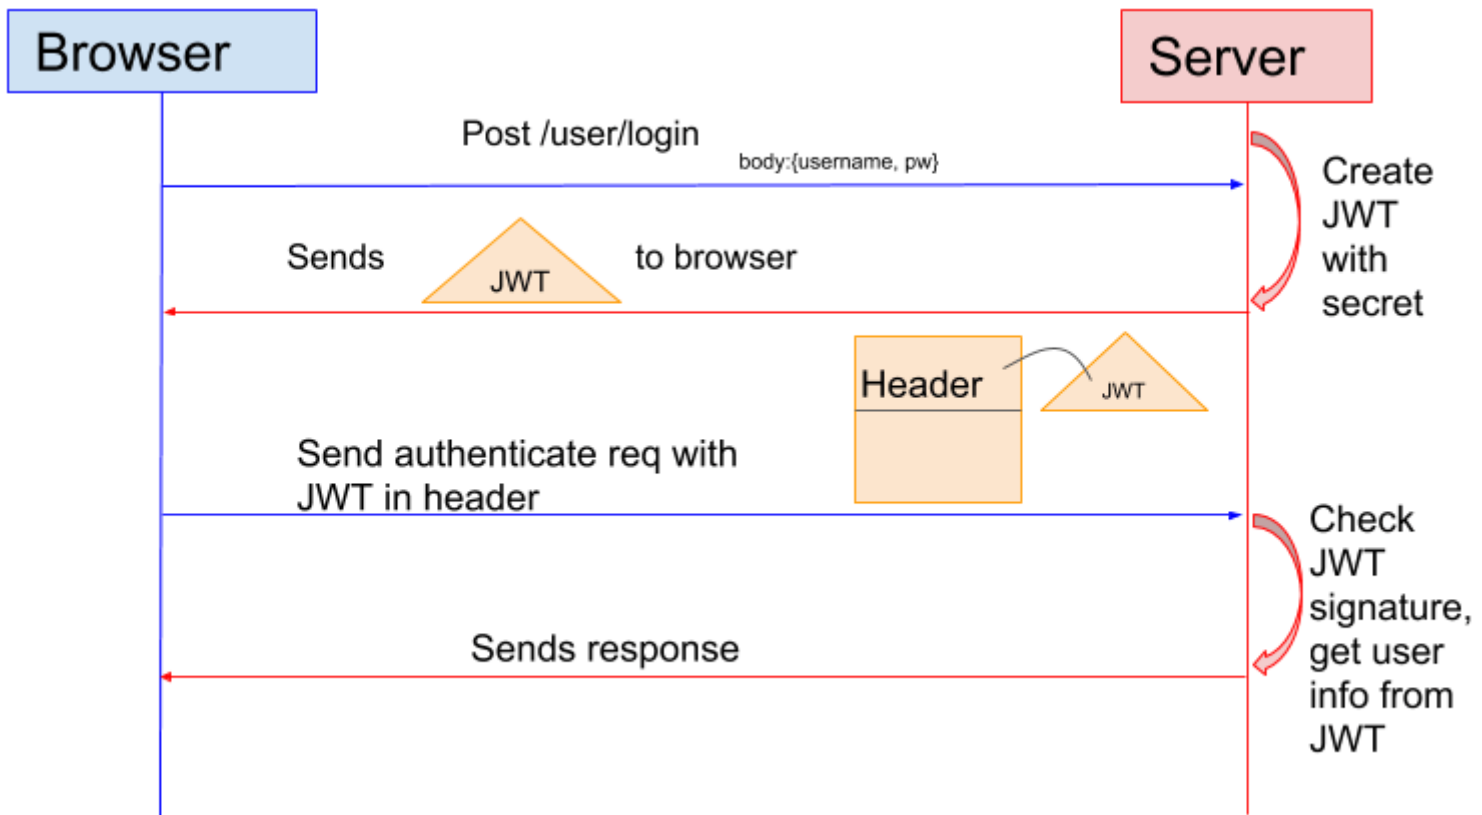 Browser
Server
Post /user/login
body:{username, pw}
Create
JWT
with
secret
Sends
JWT
to browser
Header
JWT
Send authenticate req with
JWT in header
Check
JWT
signature,
get user
info from
JWT
Sends response